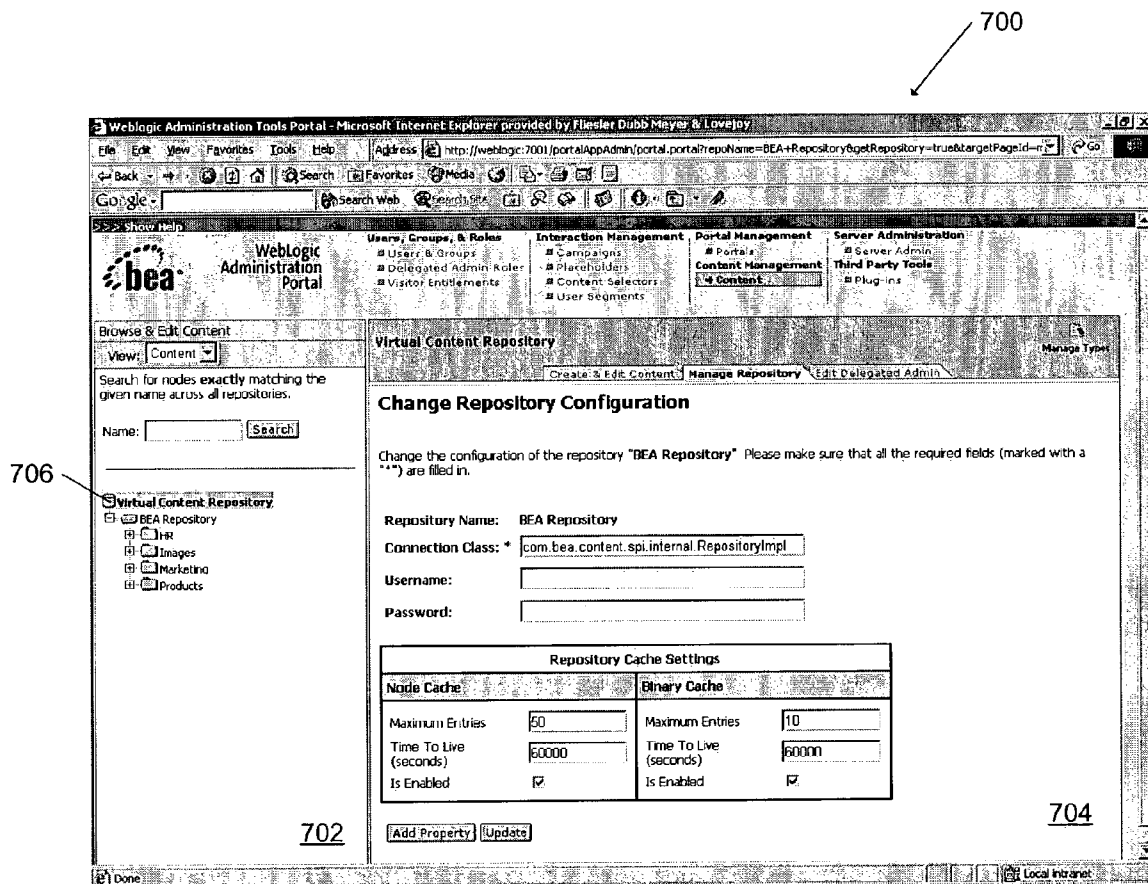 700
Weblogic Administration Tools Portal - Microsoft Internet Explorer provided by Fliesler Dubb Meyer & Lovejoy
File Edit View Favorites Tools Help Address http://weblogic:7001/portalAppAdmin/portal.portal?repoName=BEA+Repository&getRepository=true&targetPageId=m Go
Back Search Favorites Media
Google Search Web Search Site
>>> Show Help
bea
WebLogic Administration Portal
Users, Groups, & Roles
Users & Groups
Delegated Admin Roles
Visitor Entitlements
Interaction Management
Campaigns
Placeholders
Content Selectors
User Segments
Portal Management
Portals
Content Management
Content
Server Administration
Server Admin
Third Party Tools
Plug-ins
Browse & Edit Content
View: Content
Search for nodes exactly matching the
given name across all repositories.
Name: Search
706
Virtual Content Repository
BEA Repository
HR
Images
Marketing
Products
702
Virtual Content Repository
Manage Types
Create & Edit Content Manage Repository Edit Delegated Admin
Change Repository Configuration
Change the configuration of the repository "BEA Repository" Please make sure that all the required fields (marked with a
"*") are filled in.
Repository Name: BEA Repository
Connection Class: * com.bea.content.spi.internal.RepositoryImpl
Username:
Password:
Repository Cache Settings
Node Cache Binary Cache
Maximum Entries 50 Maximum Entries 10
Time To Live (seconds) 60000 Time To Live (seconds) 60000
Is Enabled Is Enabled
Add Property Update
704
Done Local intranet